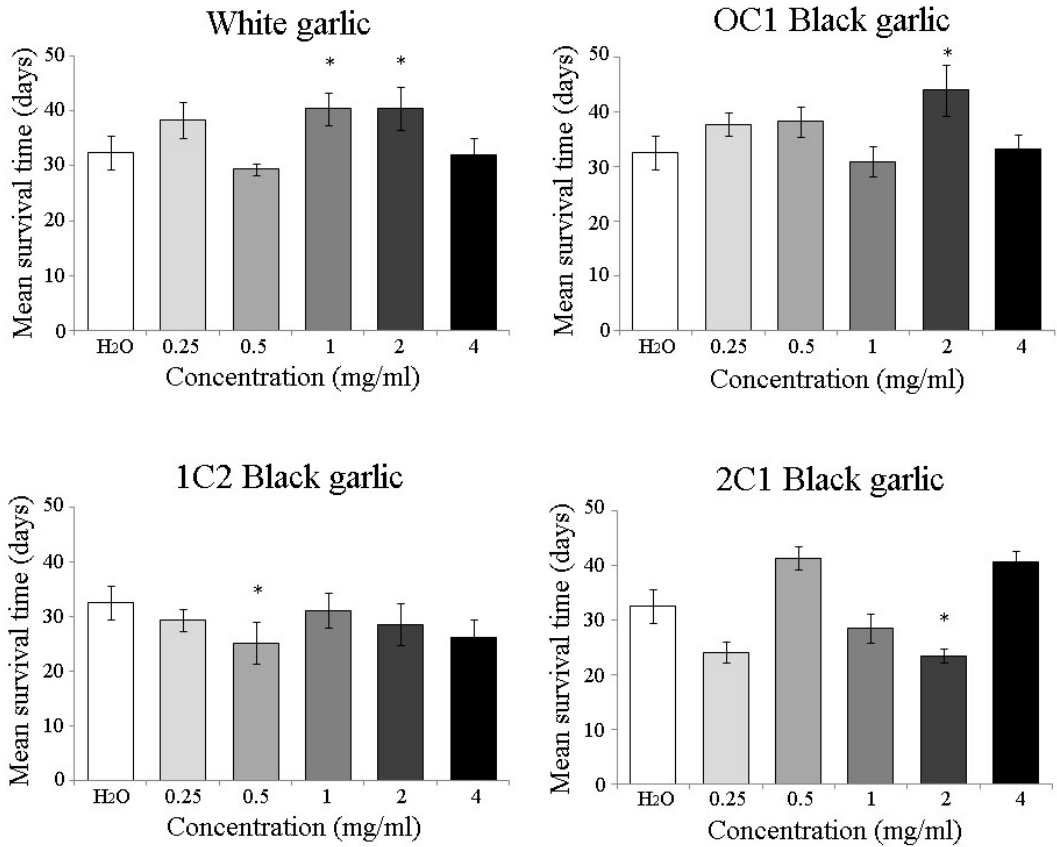 White garlic
Mean survival time (days)
50
*
*
40
30
20
10
0
H2O 0.25 0.5 1 2 4
Concentration (mg/ml)
OC1 Black garlic
Mean survival time (days)
50
*
40
30
20
10
0
H2O 0.25 0.5 1 2 4
Concentration (mg/ml)
1C2 Black garlic
Mean survival time (days)
50
40
*
30
20
10
0
H2O 0.25 0.5 1 2 4
Concentration (mg/ml)
2C1 Black garlic
Mean survival time (days)
50
40
*
30
20
10
0
H2O 0.25 0.5 1 2 4
Concentration (mg/ml)